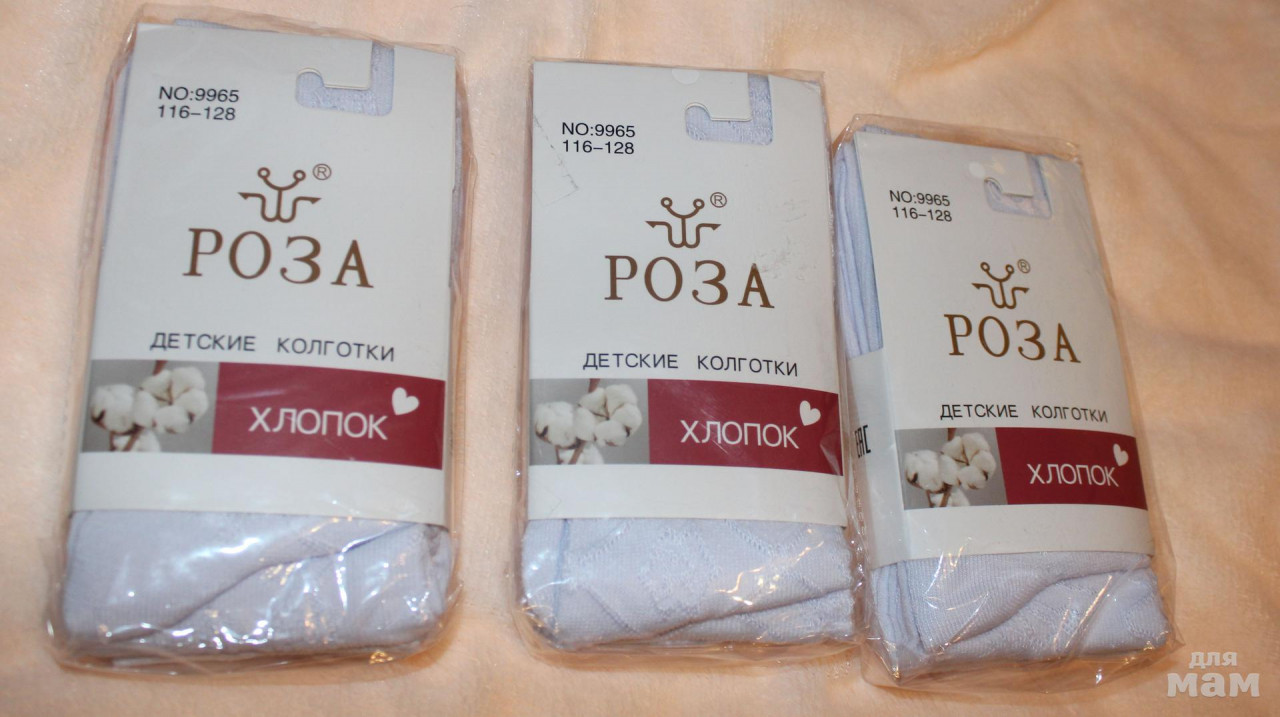 NO:9965
116-128
®
РОЗА
ДЕТСКИЕ КОЛГОТКИ
ХЛОПОК
NO:9965
116-128
®
РОЗА
ДЕТСКИЕ КОЛГОТКИ
ХЛОПОК
NO:9965
116-128
®
РОЗА
ДЕТСКИЕ КОЛГОТКИ
ХЛОПОК
EAC
для
мам